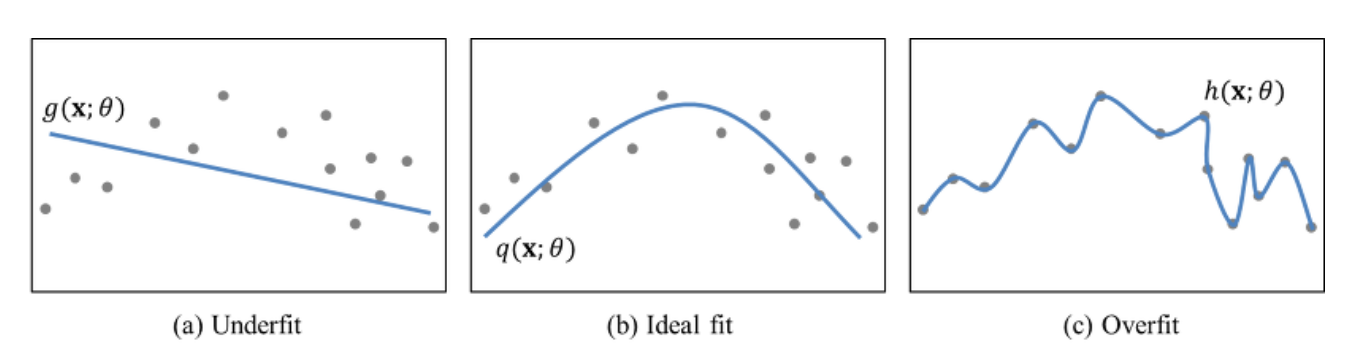 g(x; θ)
q(x; θ)
h(x; θ)
(a) Underfit
(b) Ideal fit
(c) Overfit